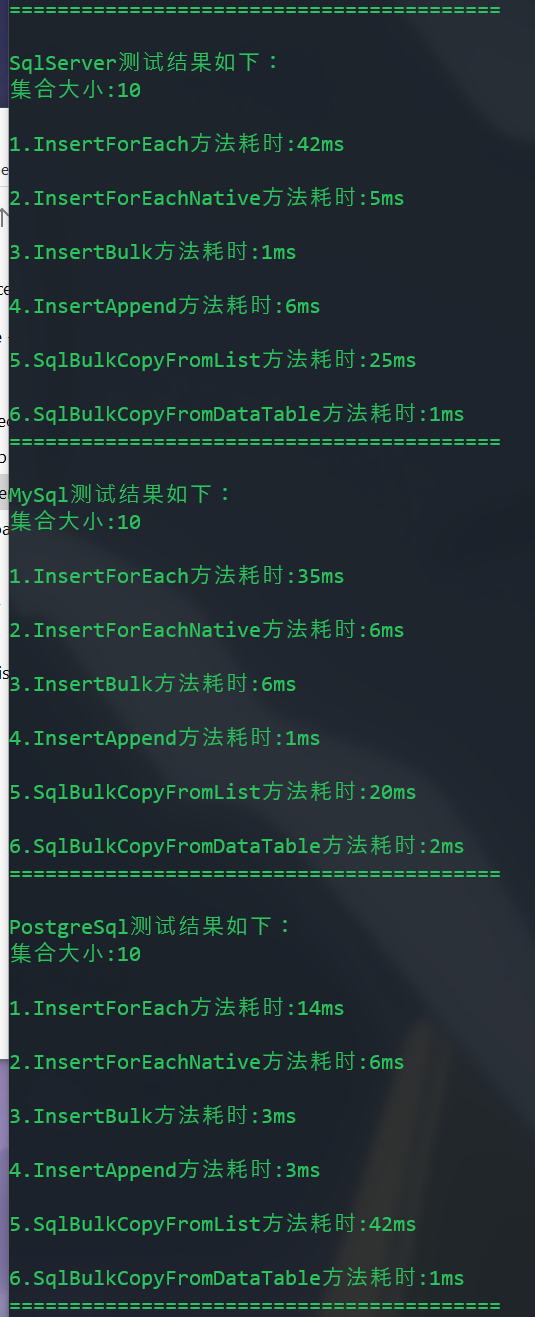 =========================================
SqlServer测试结果如下：
集合大小:10
1.InsertForEach方法耗时:42ms
2.InsertForEachNative方法耗时:5ms
3.InsertBulk方法耗时:1ms
4.InsertAppend方法耗时:6ms
5.SqlBulkCopyFromList方法耗时:25ms
6.SqlBulkCopyFromDataTable方法耗时:1ms
=========================================
MySql测试结果如下：
集合大小:10
1.InsertForEach方法耗时:35ms
2.InsertForEachNative方法耗时:6ms
3.InsertBulk方法耗时:6ms
4.InsertAppend方法耗时:1ms
5.SqlBulkCopyFromList方法耗时:20ms
6.SqlBulkCopyFromDataTable方法耗时:2ms
=========================================
PostgreSql测试结果如下：
集合大小:10
1.InsertForEach方法耗时:14ms
2.InsertForEachNative方法耗时:6ms
3.InsertBulk方法耗时:3ms
4.InsertAppend方法耗时:3ms
5.SqlBulkCopyFromList方法耗时:42ms
6.SqlBulkCopyFromDataTable方法耗时:1ms
=========================================